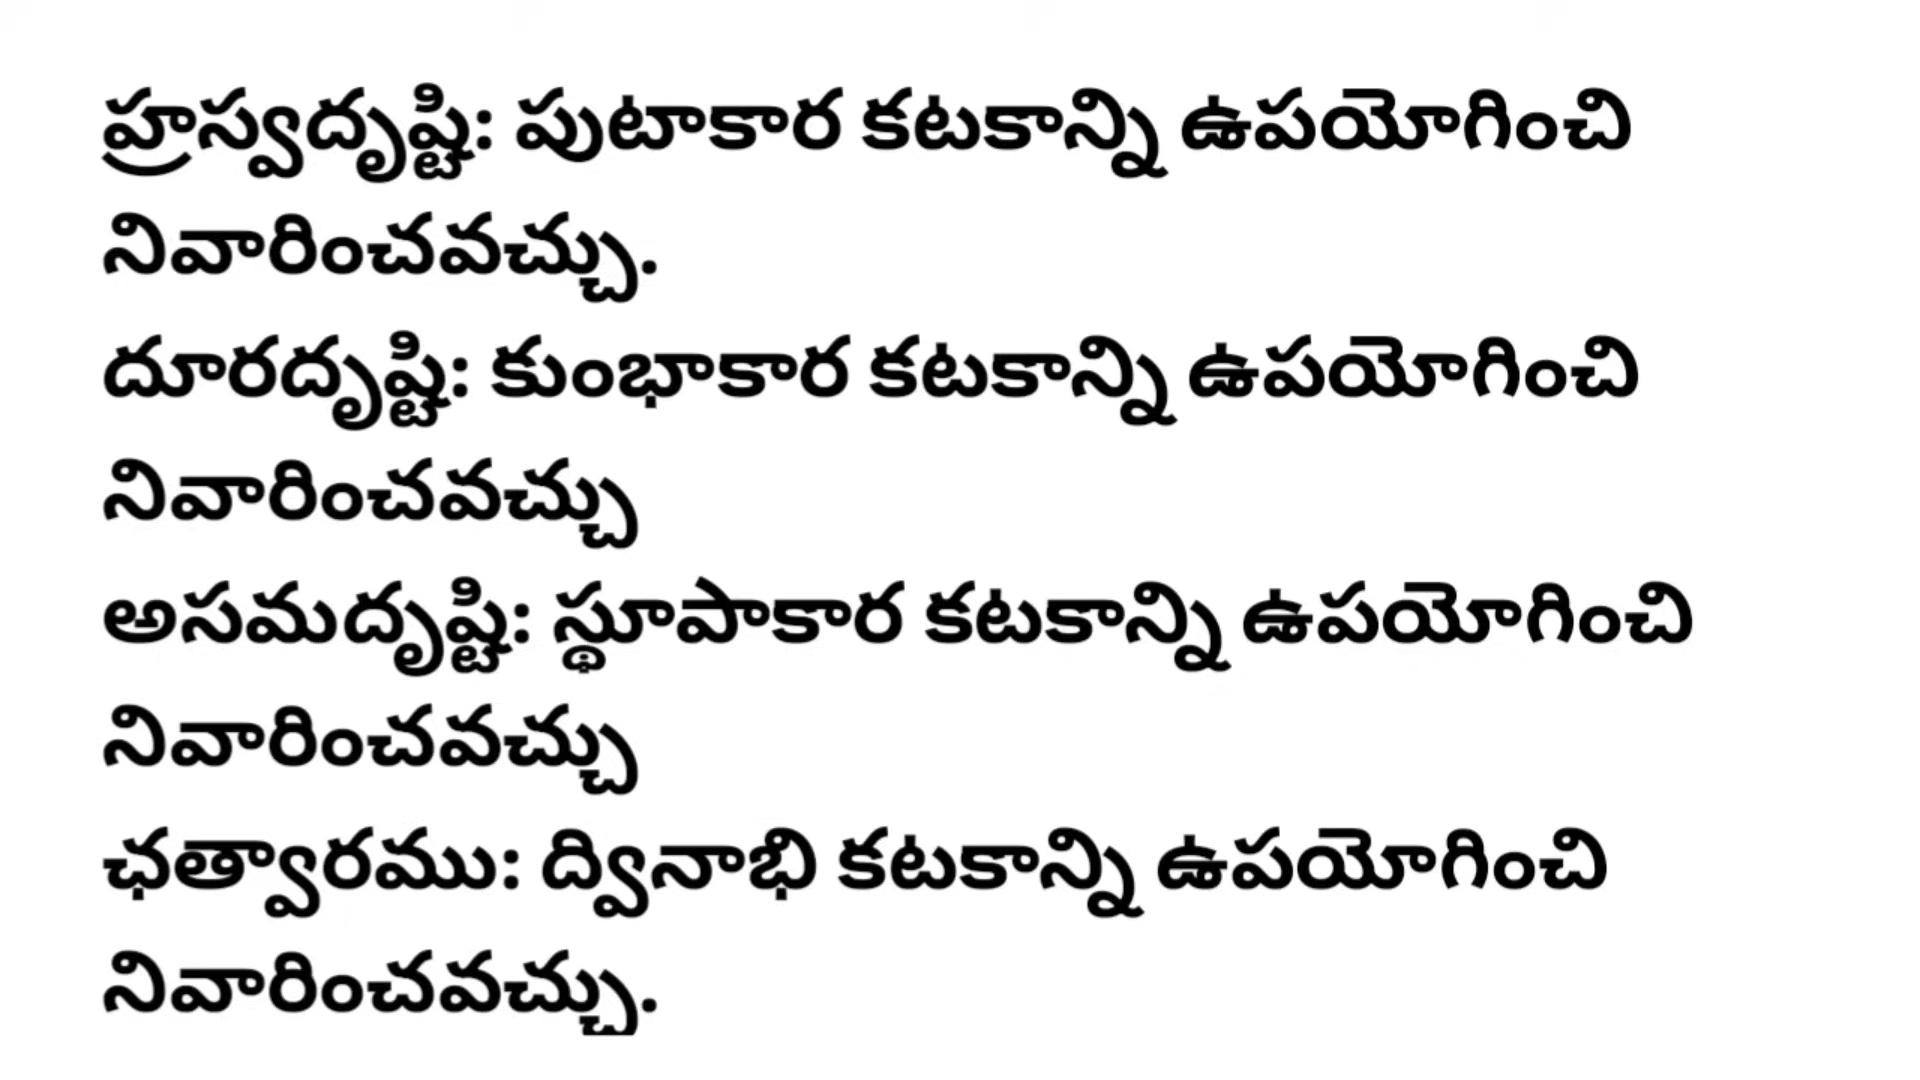 హ్రస్వదృష్టి: పుటాకార కటకాన్ని ఉపయోగించి
నివారించవచ్చు.
దూరదృష్టి: కుంభాకార కటకాన్ని ఉపయోగించి
నివారించవచ్చు
అసమదృష్టి: స్థూపాకార కటకాన్ని ఉపయోగించి
నివారించవచ్చు
ఛత్వారము: ద్వినాభి కటకాన్ని ఉపయోగించి
నివారించవచ్చు.